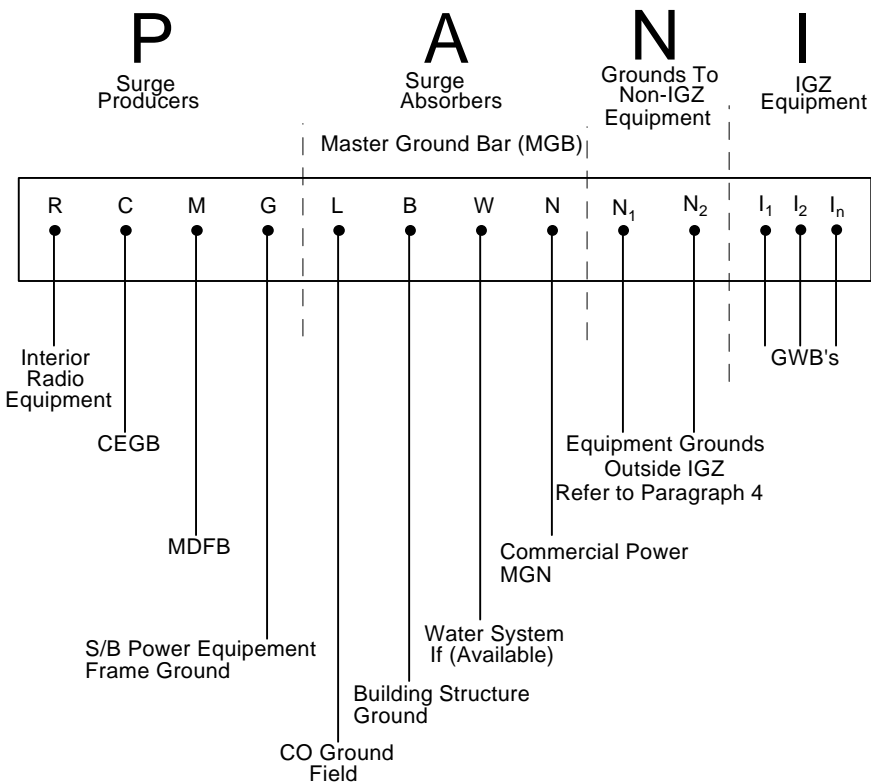 P A N I
Surge
Producers
Surge
Absorbers
Grounds To
Non-IGZ
Equipment
IGZ
Equipment
Master Ground Bar (MGB)
R C M G L B W N N₁ N₂ I₁ I₂ Iₙ
Interior
Radio
Equipment
GWB's
CEGB
Equipment Grounds
Outside IGZ
Refer to Paragraph 4
MDFB
Commercial Power
MGN
S/B Power Equipement
Frame Ground
Water System
If (Available)
Building Structure
Ground
CO Ground
Field